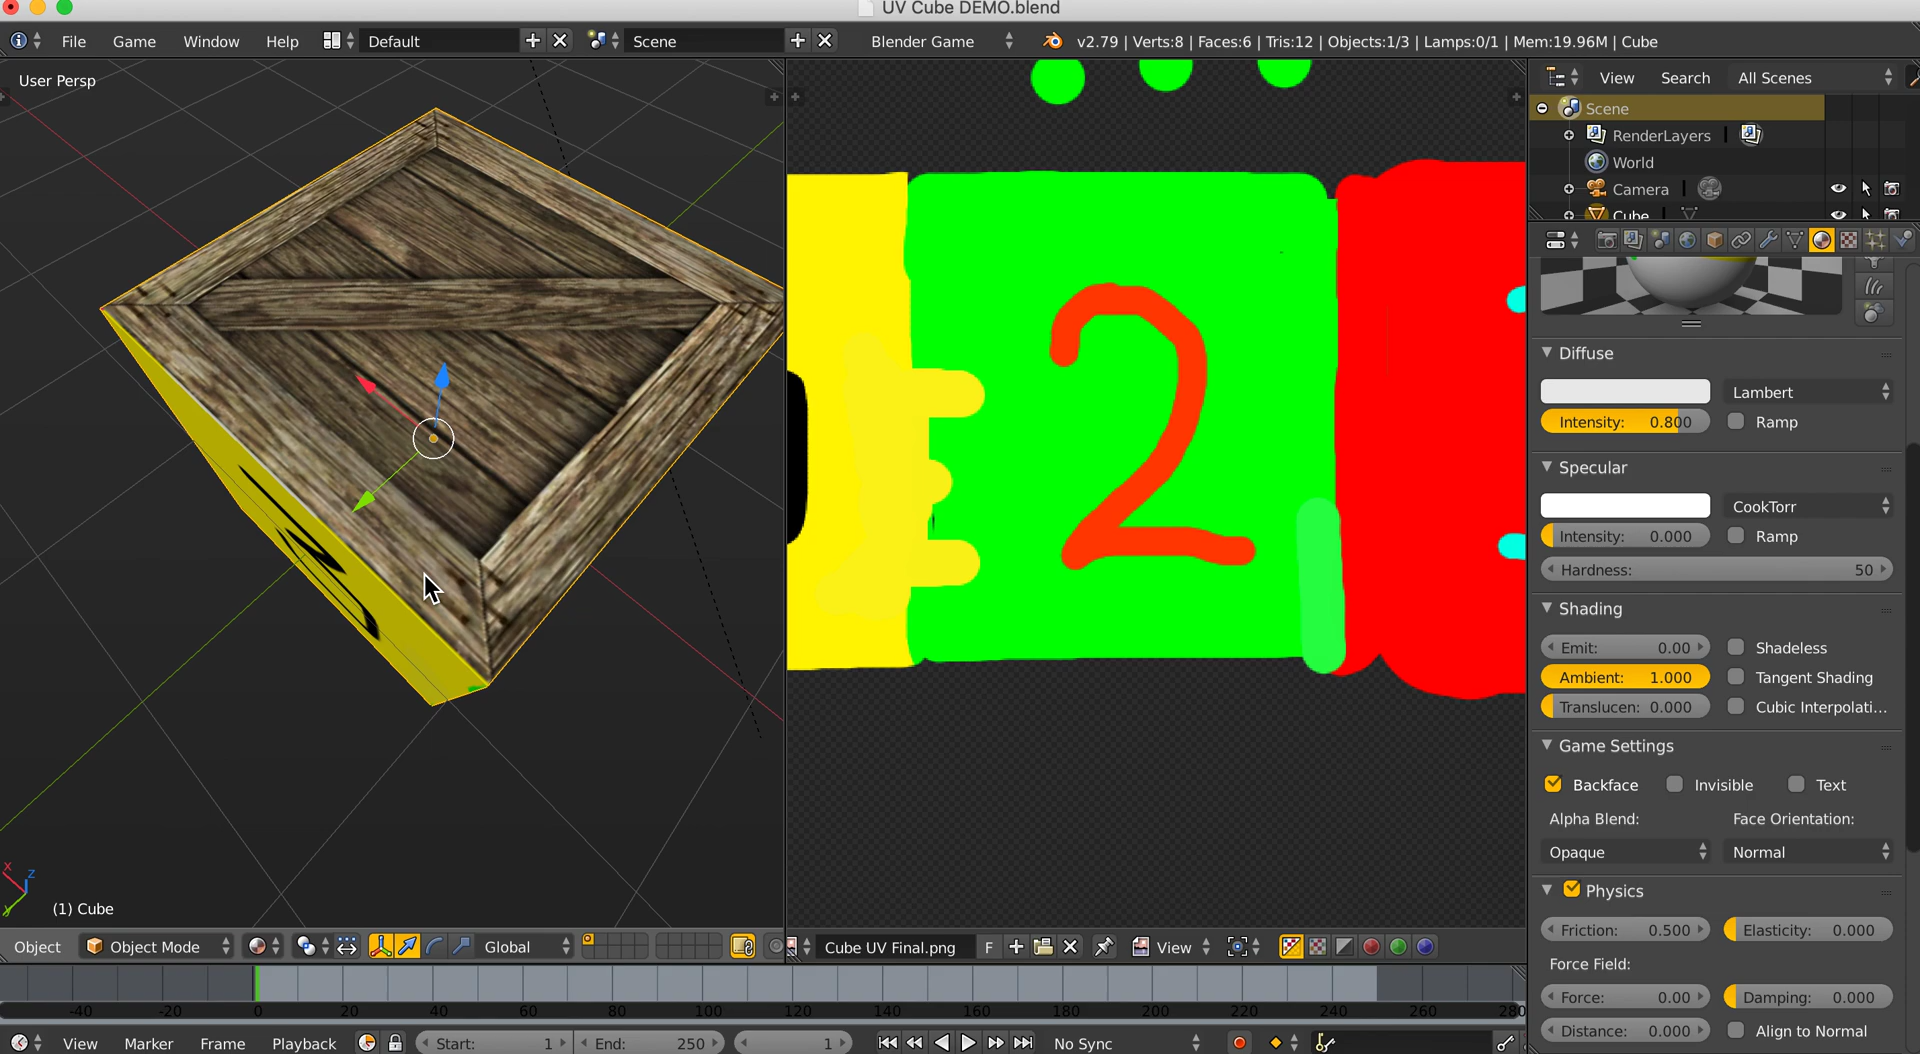 UV Cube DEMO.blend
File Game Window Help Default Scene Blender Game v2.79 | Verts:8 | Faces:6 | Tris:12 | Objects:1/3 | Lamps:0/1 | Mem:19.96M | Cube
User Persp
View Search All Scenes
Scene
RenderLayers
World
Camera
Cube
2
Diffuse
Lambert
Intensity: 0.800 Ramp
Specular
CookTorr
Intensity: 0.000 Ramp
Hardness: 50
Shading
Emit: 0.00 Shadeless
Ambient: 1.000 Tangent Shading
Translucen: 0.000 Cubic Interpolati...
Game Settings
Backface Invisible Text
Alpha Blend: Face Orientation:
Opaque Normal
Physics
Friction: 0.500 Elasticity: 0.000
Force Field:
Force: 0.00 Damping: 0.000
Distance: 0.000 Align to Normal
x z
y
(1) Cube
Object Object Mode Global Cube UV Final.png F View
-40 -20 0 20 40 60 80 100 120 140 160 180 200 220 240 260 280
View Marker Frame Playback Start: 1 End: 250 1 No Sync